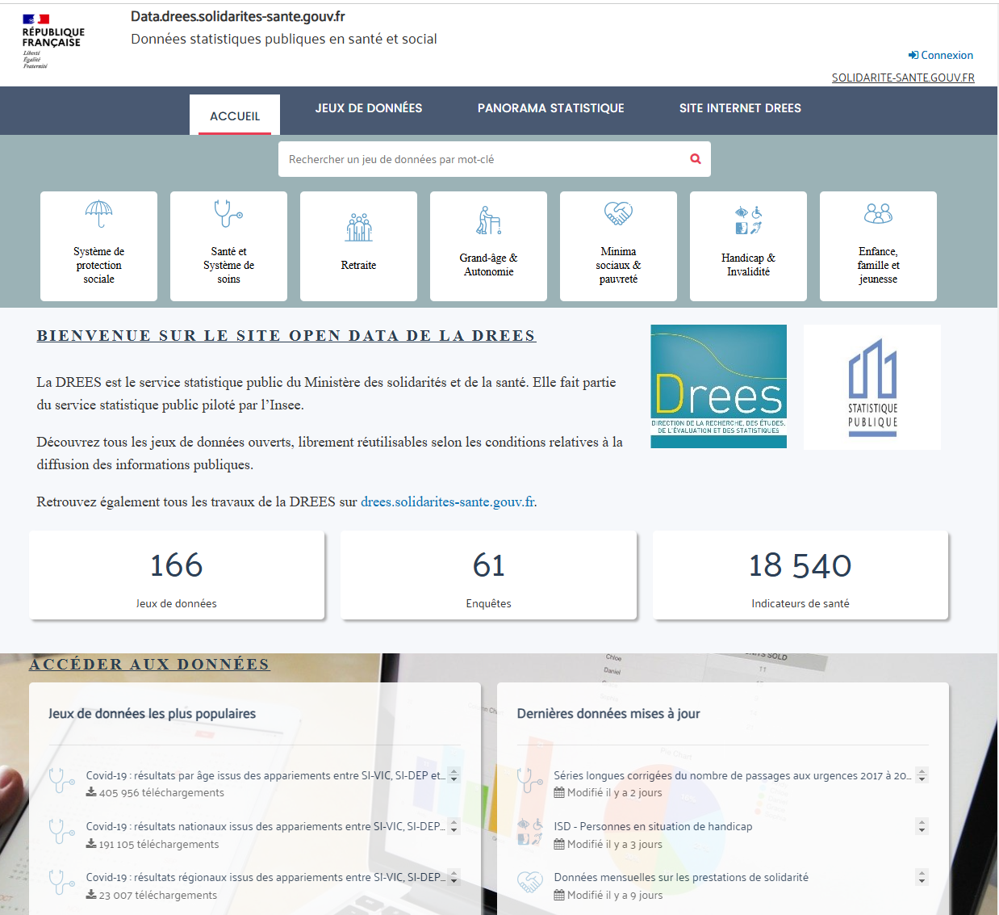 RÉPUBLIQUE
FRANÇAISE
Liberté
Égalité
Fraternité
Data.drees.solidarites-sante.gouv.fr
Données statistiques publiques en santé et social
Connexion
SOLIDARITE-SANTE.GOUV.FR
ACCUEIL
JEUX DE DONNÉES
PANORAMA STATISTIQUE
SITE INTERNET DREES
Rechercher un jeu de données par mot-clé
Système de
protection
sociale
Santé et
Système de
soins
Retraite
Grand-âge &
Autonomie
Minima
sociaux &
pauvreté
Handicap &
Invalidité
Enfance,
famille et
jeunesse
BIENVENUE SUR LE SITE OPEN DATA DE LA DREES
La DREES est le service statistique public du Ministère des solidarités et de la santé. Elle fait partie
du service statistique public piloté par l'Insee.
Découvrez tous les jeux de données ouverts, librement réutilisables selon les conditions relatives à la
diffusion des informations publiques.
Retrouvez également tous les travaux de la DREES sur drees.solidarites-sante.gouv.fr.
Drees
DIRECTION DE LA RECHERCHE, DES ÉTUDES,
DE L'ÉVALUATION ET DES STATISTIQUES
STATISTIQUE
PUBLIQUE
166
Jeux de données
61
Enquêtes
18 540
Indicateurs de santé
ACCÉDER AUX DONNÉES
Chloe
Daniel
SOLD
11
Jeux de données les plus populaires
Covid-19 : résultats par âge issus des appariements entre SI-VIC, SI-DEP et...
405 956 téléchargements
Covid-19 : résultats nationaux issus des appariements entre SI-VIC, SI-DEP...
191 105 téléchargements
Covid-19 : résultats régionaux issus des appariements entre SI-VIC, SI-DEP...
23 007 téléchargements
Dernières données mises à jour
Pie Chart
Séries longues corrigées du nombre de passages aux urgences 2017 à 20...
Modifié il y a 2 jours
ISD - Personnes en situation de handicap
Modifié il y a 3 jours
Données mensuelles sur les prestations de solidarité
Modifié il y a 9 jours